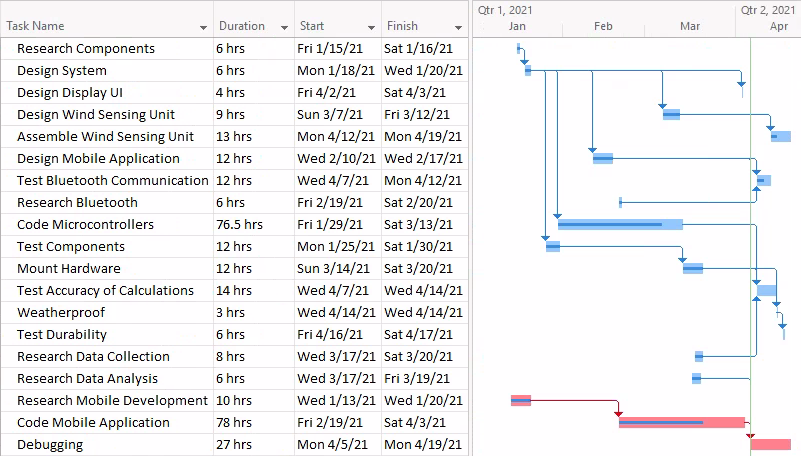 Qtr 1, 2021 Qtr 2, 2021
Task Name Duration Start Finish Jan Feb Mar Apr
Research Components 6 hrs Fri 1/15/21 Sat 1/16/21
Design System 6 hrs Mon 1/18/21 Wed 1/20/21
Design Display UI 4 hrs Fri 4/2/21 Sat 4/3/21
Design Wind Sensing Unit 9 hrs Sun 3/7/21 Fri 3/12/21
Assemble Wind Sensing Unit 13 hrs Mon 4/12/21 Mon 4/19/21
Design Mobile Application 12 hrs Wed 2/10/21 Wed 2/17/21
Test Bluetooth Communication 12 hrs Wed 4/7/21 Mon 4/12/21
Research Bluetooth 6 hrs Fri 2/19/21 Sat 2/20/21
Code Microcontrollers 76.5 hrs Fri 1/29/21 Sat 3/13/21
Test Components 12 hrs Mon 1/25/21 Sat 1/30/21
Mount Hardware 12 hrs Sun 3/14/21 Sat 3/20/21
Test Accuracy of Calculations 14 hrs Wed 4/7/21 Wed 4/14/21
Weatherproof 3 hrs Wed 4/14/21 Wed 4/14/21
Test Durability 6 hrs Fri 4/16/21 Sat 4/17/21
Research Data Collection 8 hrs Wed 3/17/21 Sat 3/20/21
Research Data Analysis 6 hrs Wed 3/17/21 Fri 3/19/21
Research Mobile Development 10 hrs Wed 1/13/21 Wed 1/20/21
Code Mobile Application 78 hrs Fri 2/19/21 Sat 4/3/21
Debugging 27 hrs Mon 4/5/21 Mon 4/19/21